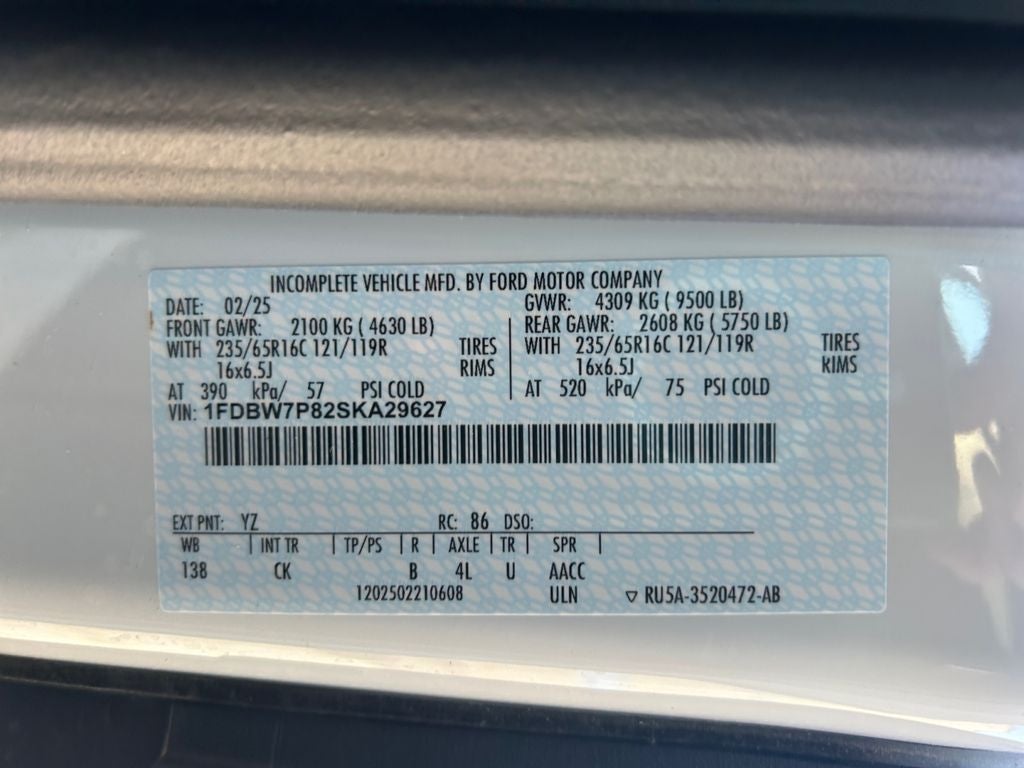 INCOMPLETE VEHICLE MFD. BY FORD MOTOR COMPANY
DATE: 02/25 GVWR: 4309 KG ( 9500 LB)
FRONT GAWR: 2100 KG ( 4630 LB) REAR GAWR: 2608 KG ( 5750 LB)
WITH 235/65R16C 121/119R TIRES WITH 235/65R16C 121/119R TIRES
16x6.5J RIMS 16x6.5J RIMS
AT 390 kPa/ 57 PSI COLD AT 520 kPa/ 75 PSI COLD
VIN: 1FDBW7P82SKA29627
EXT PNT: YZ RC: 86 DSO:
WB INT TR TP/PS R AXLE TR SPR
138 CK B 4L U AACC
1202502210608 ULN ▽ RU5A-3520472-AB